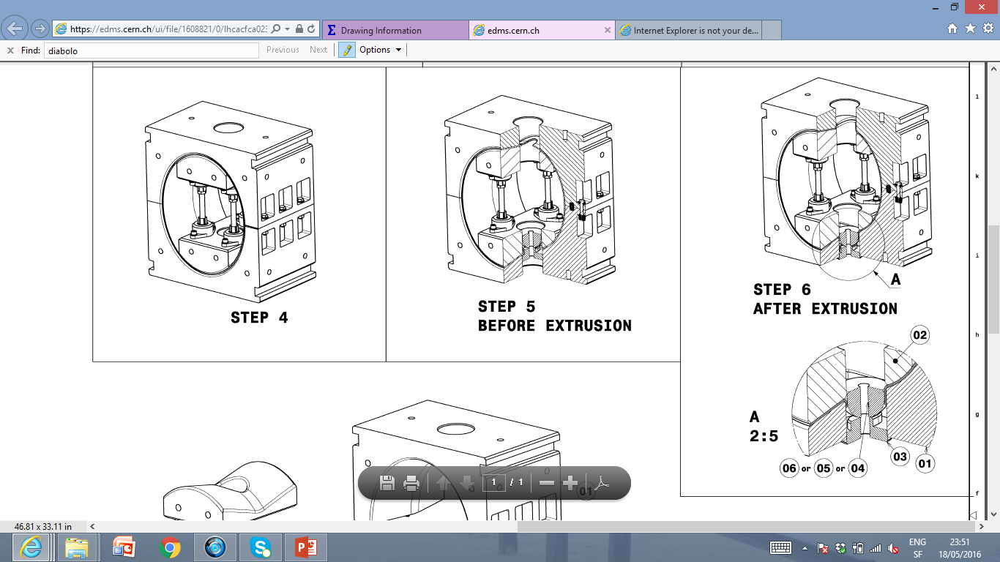 https://edms.cern.ch/ui/file/1608821/0/lhcacfca023
Drawing Information
edms.cern.ch
Internet Explorer is not your de...
x Find: diabolo Previous Next Options
l
k
i
h
g
f
STEP 4
STEP 5
BEFORE EXTRUSION
A
STEP 6
AFTER EXTRUSION
02
A
2:5
03
01
06 or 05 or 04
1 / 1
01
46.81 x 33.11 in
ENG
SF
23:51
18/05/2016